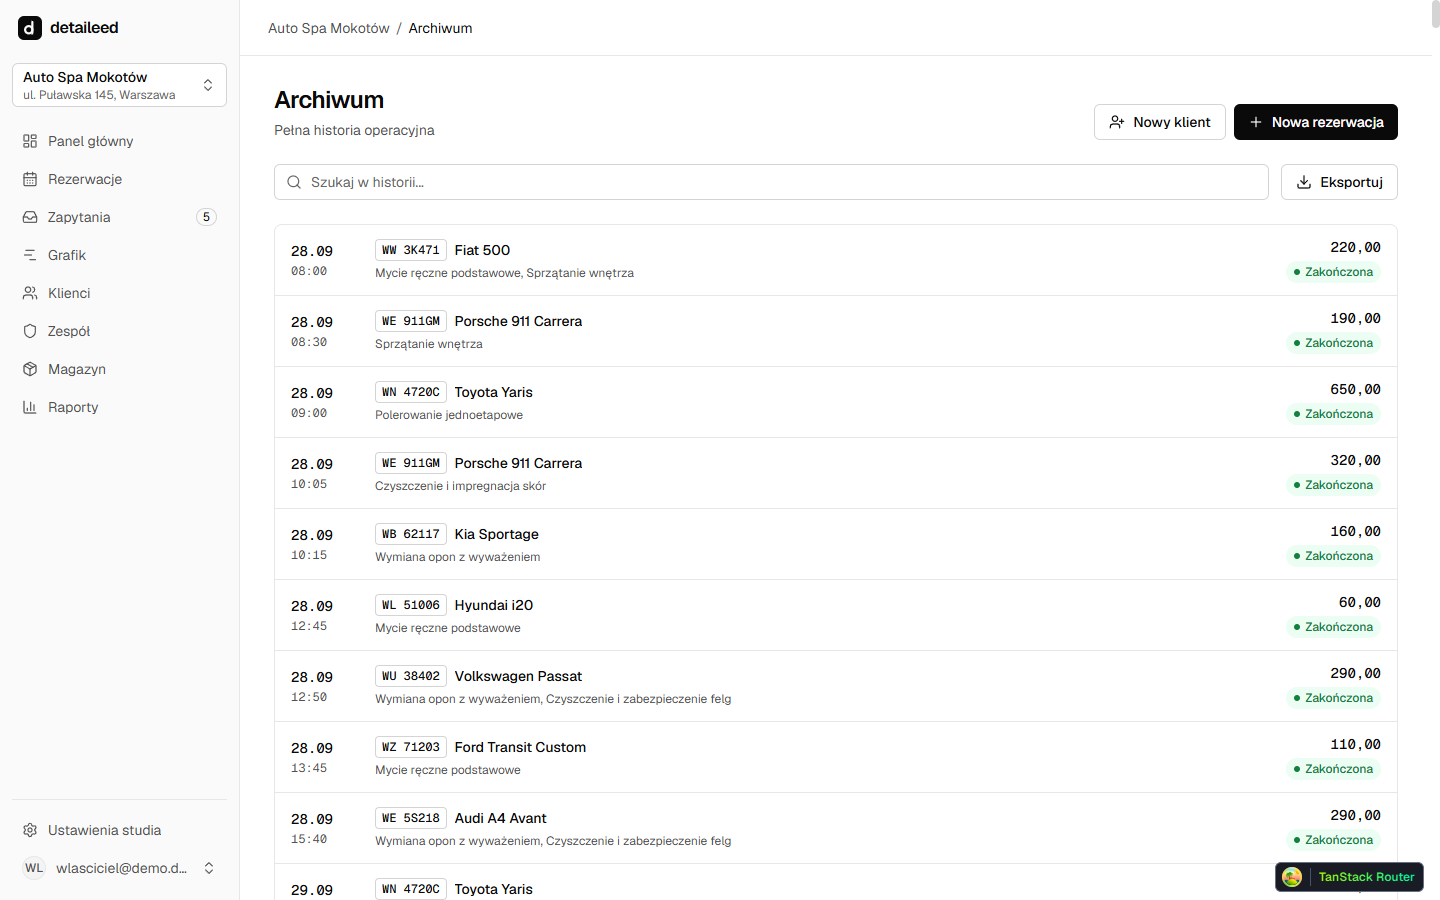 detaileed
Auto Spa Mokotów / Archiwum
Auto Spa Mokotów
ul. Puławska 145, Warszawa
Panel główny
Rezerwacje
Zapytania 5
Grafik
Klienci
Zespół
Magazyn
Raporty
Ustawienia studia
WL wlasciciel@demo.d...
Archiwum
Pełna historia operacyjna
Nowy klient
Nowa rezerwacja
Szukaj w historii...
Eksportuj
28.09 WW 3K471 Fiat 500 220,00
08:00 Mycie ręczne podstawowe, Sprzątanie wnętrza Zakończona
28.09 WE 911GM Porsche 911 Carrera 190,00
08:30 Sprzątanie wnętrza Zakończona
28.09 WN 4720C Toyota Yaris 650,00
09:00 Polerowanie jednoetapowe Zakończona
28.09 WE 911GM Porsche 911 Carrera 320,00
10:05 Czyszczenie i impregnacja skór Zakończona
28.09 WB 62117 Kia Sportage 160,00
10:15 Wymiana opon z wyważeniem Zakończona
28.09 WL 51006 Hyundai i20 60,00
12:45 Mycie ręczne podstawowe Zakończona
28.09 WU 38402 Volkswagen Passat 290,00
12:50 Wymiana opon z wyważeniem, Czyszczenie i zabezpieczenie felg Zakończona
28.09 WZ 71203 Ford Transit Custom 110,00
13:45 Mycie ręczne podstawowe Zakończona
28.09 WE 5S218 Audi A4 Avant 290,00
15:40 Wymiana opon z wyważeniem, Czyszczenie i zabezpieczenie felg Zakończona
29.09 WN 4720C Toyota Yaris
TanStack Router